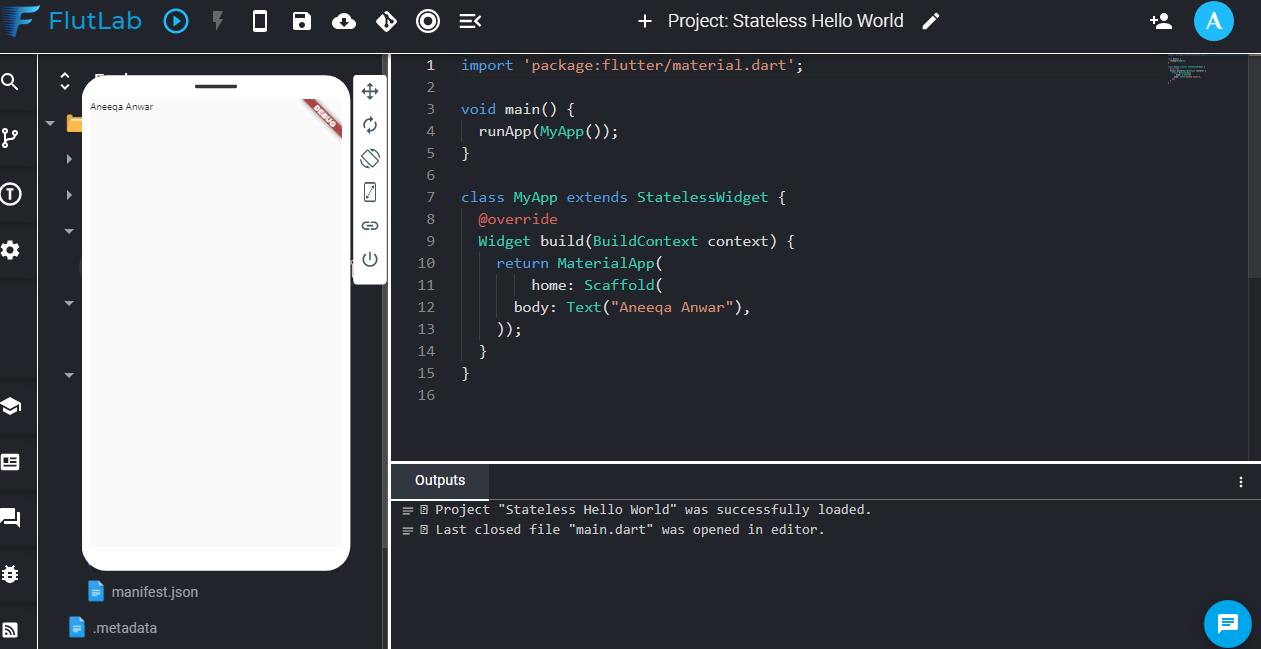 FlutLab
Project: Stateless Hello World
A
Aneeqa Anwar
DEBUG
manifest.json
.metadata
1 import 'package:flutter/material.dart';
2
3 void main() {
4 runApp(MyApp());
5 }
6
7 class MyApp extends StatelessWidget {
8 @override
9 Widget build(BuildContext context) {
10 return MaterialApp(
11 home: Scaffold(
12 body: Text("Aneeqa Anwar"),
13 ));
14 }
15 }
16
Outputs
Project "Stateless Hello World" was successfully loaded.
Last closed file "main.dart" was opened in editor.